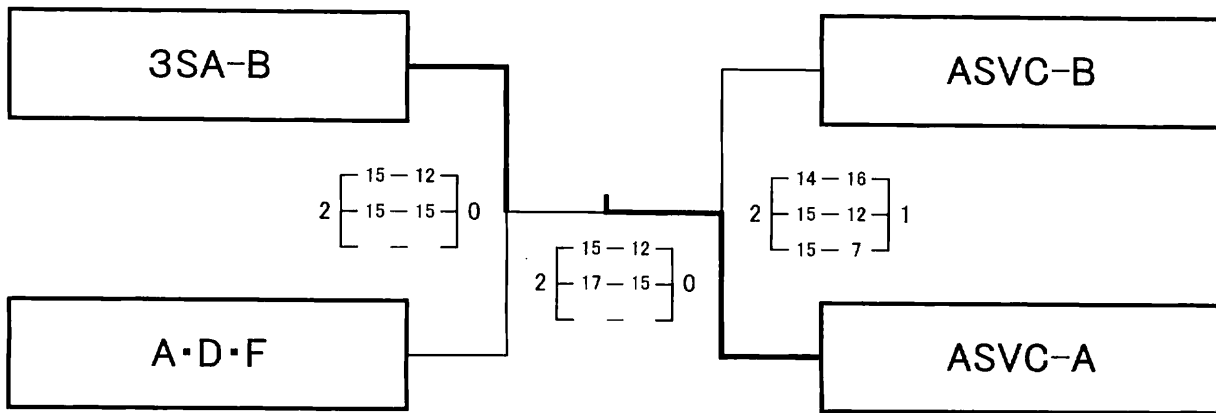 3SA-B
ASVC-B
15 — 12
2 15 — 15 0
—
14 — 16
2 15 — 12 1
15 — 7
15 — 12
2 17 — 15 0
—
A・D・F
ASVC-A